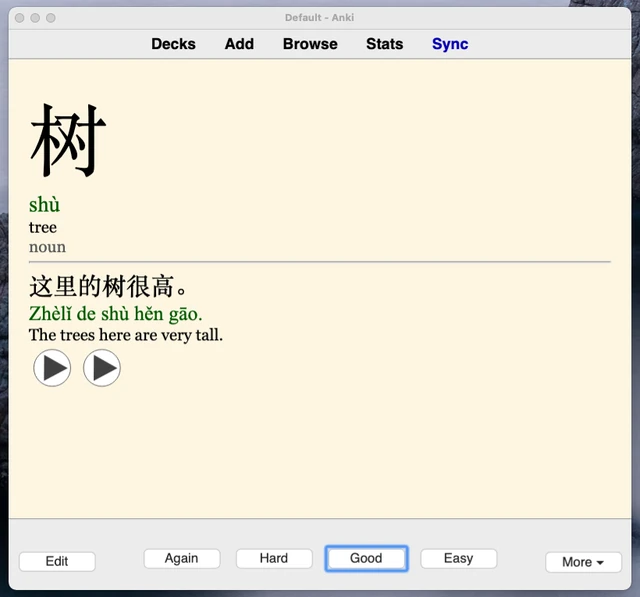 Default - Anki
Decks Add Browse Stats Sync
树
shù
tree
noun
这里的树很高。
Zhèlǐ de shù hěn gāo.
The trees here are very tall.
Edit Again Hard Good Easy More